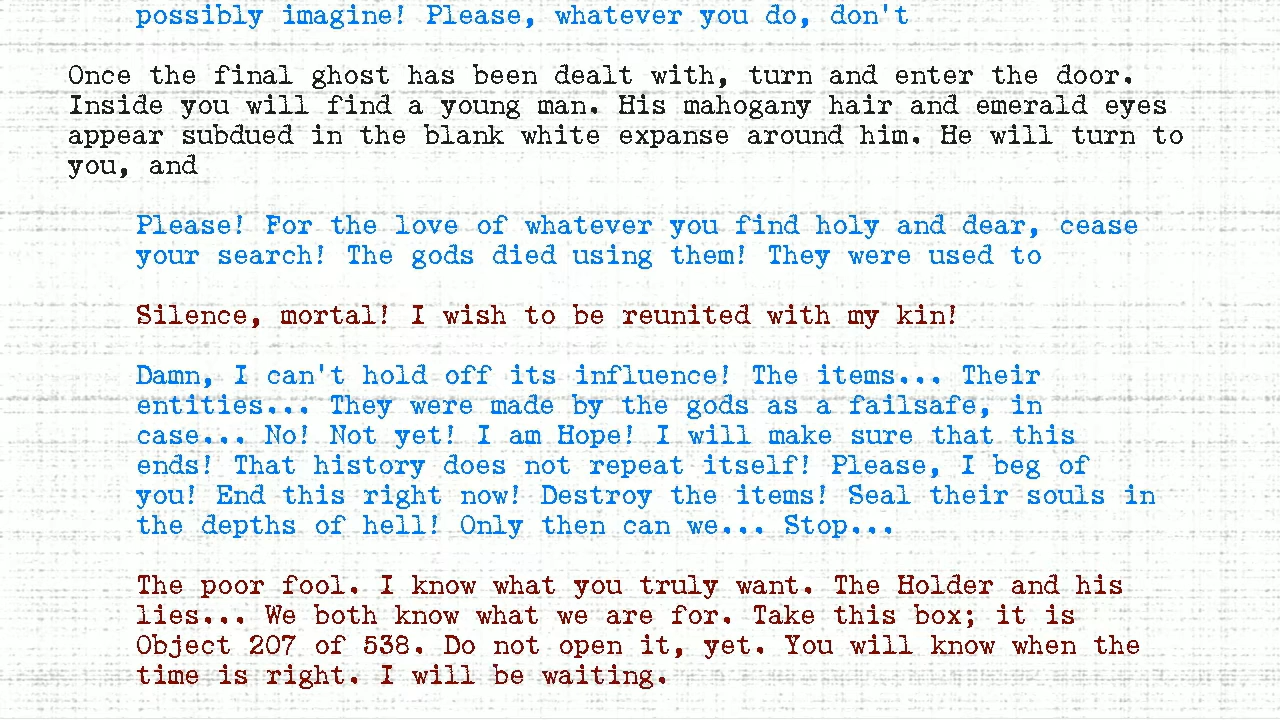 possibly imagine! Please, whatever you do, don't
Once the final ghost has been dealt with, turn and enter the door.
Inside you will find a young man. His mahogany hair and emerald eyes
appear subdued in the blank white expanse around him. He will turn to
you, and
Please! For the love of whatever you find holy and dear, cease
your search! The gods died using them! They were used to
Silence, mortal! I wish to be reunited with my kin!
Damn, I can't hold off its influence! The items... Their
entities... They were made by the gods as a failsafe, in
case... No! Not yet! I am Hope! I will make sure that this
ends! That history does not repeat itself! Please, I beg of
you! End this right now! Destroy the items! Seal their souls in
the depths of hell! Only then can we... Stop...
The poor fool. I know what you truly want. The Holder and his
lies... We both know what we are for. Take this box; it is
Object 207 of 538. Do not open it, yet. You will know when the
time is right. I will be waiting.